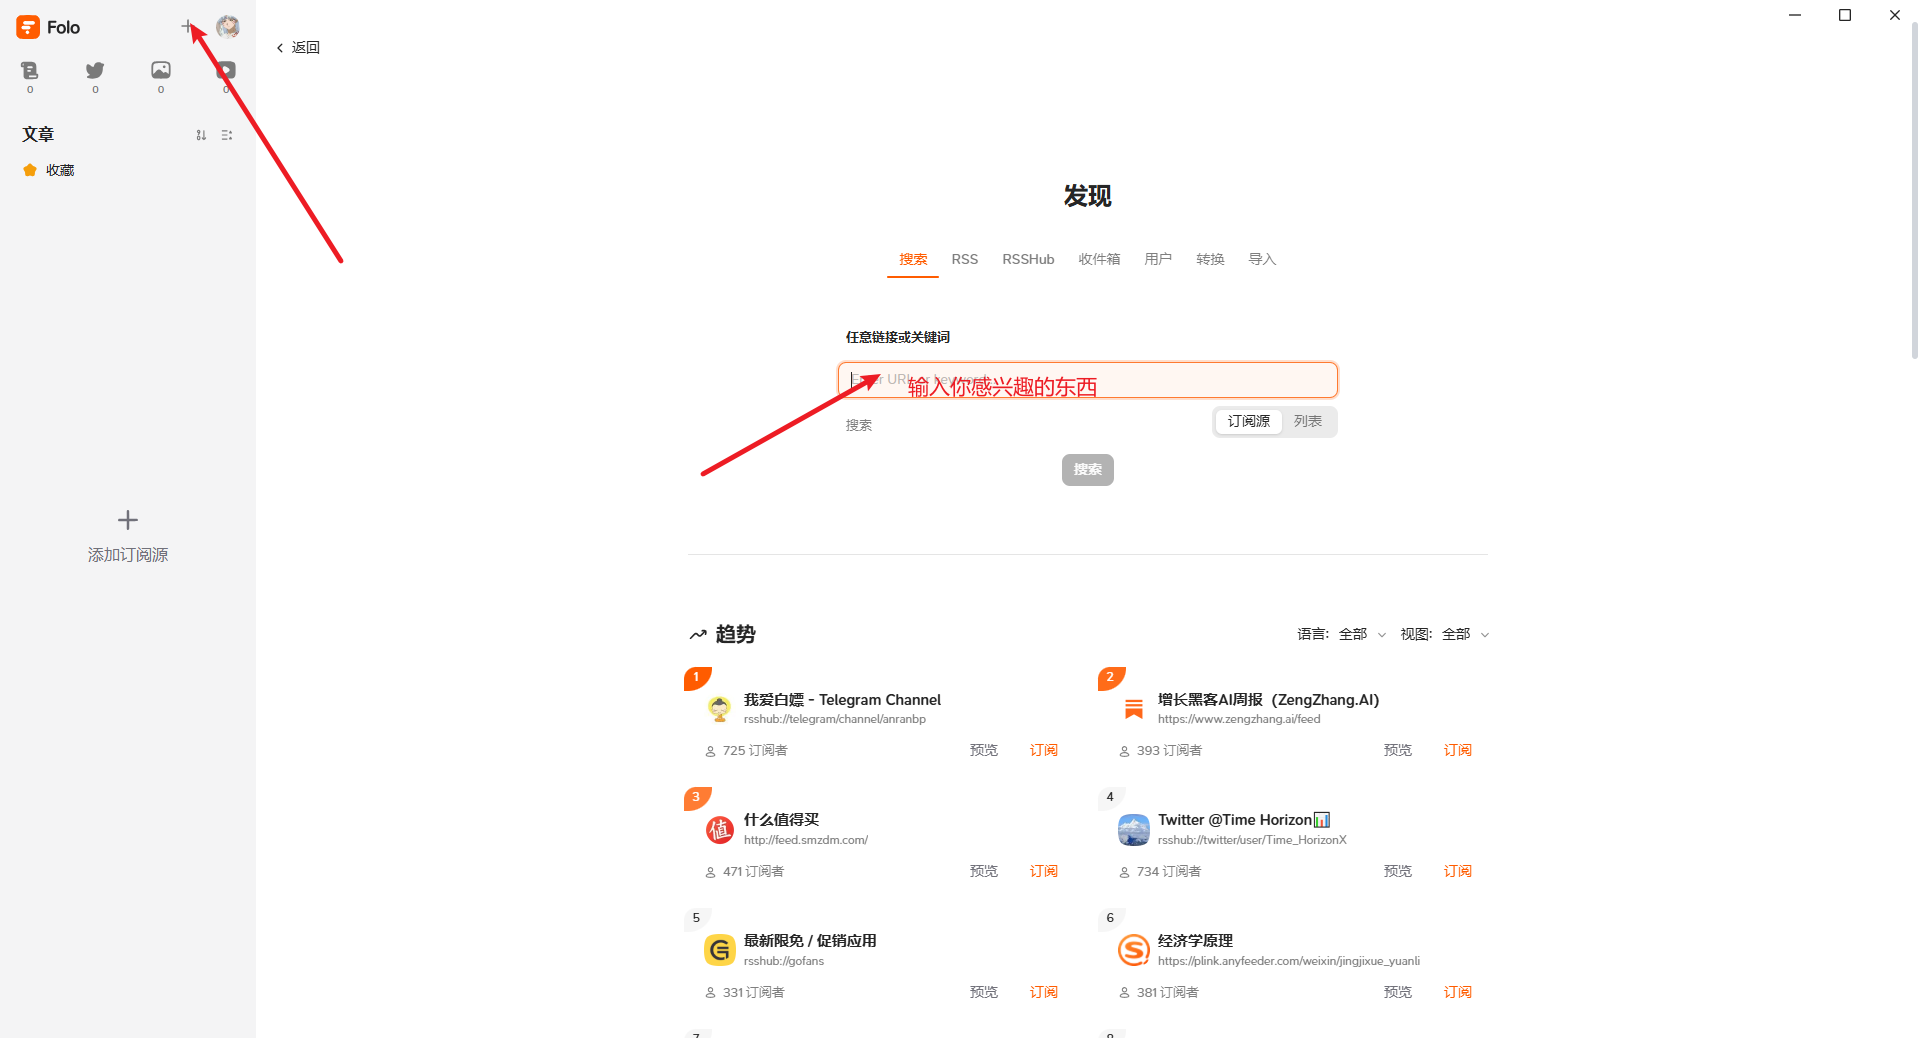 Folo
返回
0
0
0
0
文章
收藏
添加订阅源
发现
搜索 RSS RSSHub 收件箱 用户 转换 导入
任意链接或关键词
Enter URL or keyword
输入你感兴趣的东西
搜索
订阅源 列表
搜索
趋势
语言: 全部 视图: 全部
1
我爱白嫖 - Telegram Channel
rsshub://telegram/channel/anranbp
725 订阅者 预览 订阅
2
增长黑客AI周报（ZengZhang.AI）
https://www.zengzhang.ai/feed
393 订阅者 预览 订阅
3
值
什么值得买
http://feed.smzdm.com/
471 订阅者 预览 订阅
4
Twitter @Time Horizon📊
rsshub://twitter/user/Time_HorizonX
734 订阅者 预览 订阅
5
最新限免 / 促销应用
rsshub://gofans
331 订阅者 预览 订阅
6
经济学原理
https://plink.anyfeeder.com/weixin/jingjixue_yuanli
381 订阅者 预览 订阅